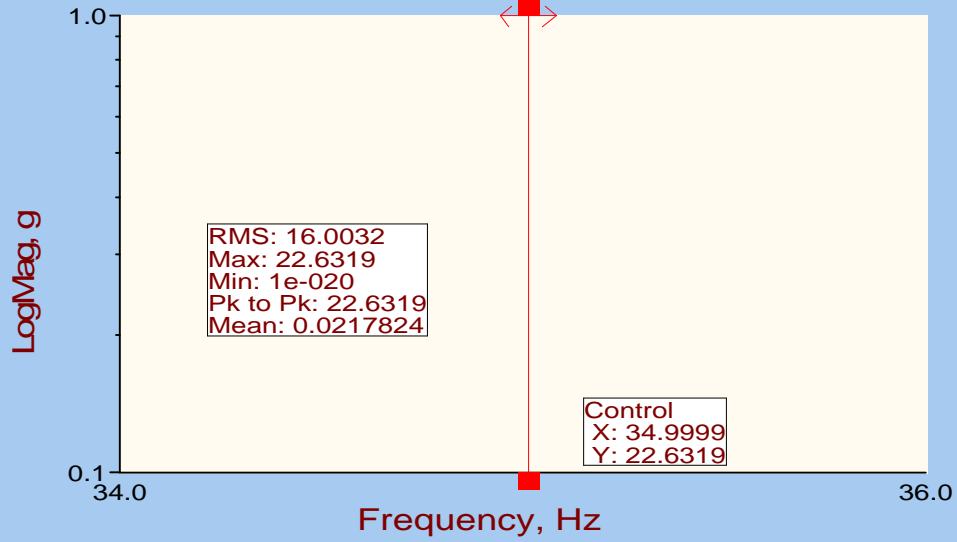 1.0
LogMag, g
RMS: 16.0032
Max: 22.6319
Min: 1e-020
Pk to Pk: 22.6319
Mean: 0.0217824
Control
X: 34.9999
Y: 22.6319
0.1
34.0
36.0
Frequency, Hz